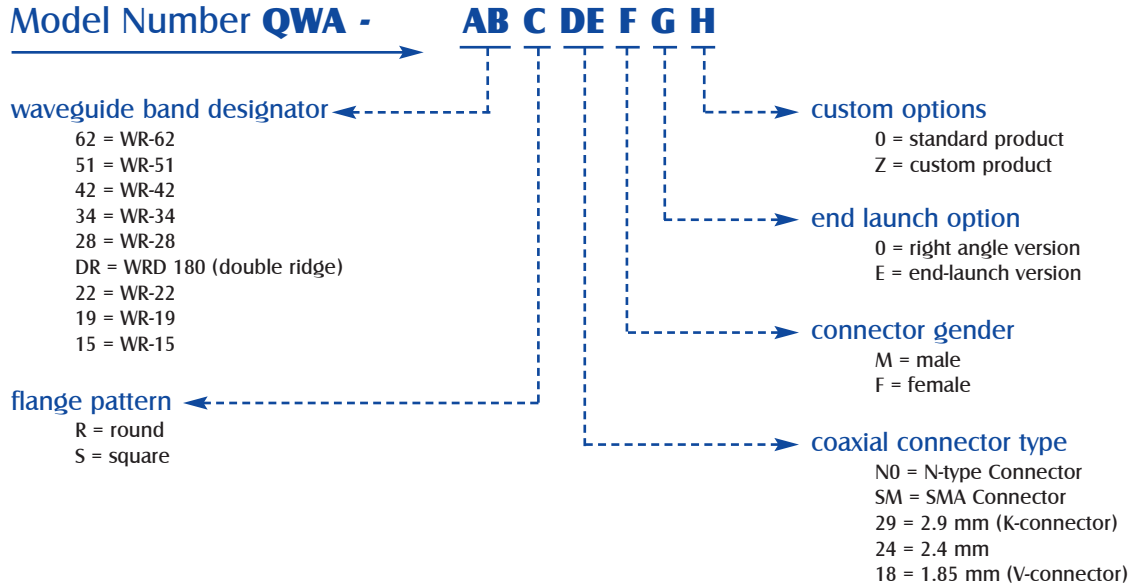 Model Number QWA - AB C DE F G H
waveguide band designator
62 = WR-62
51 = WR-51
42 = WR-42
34 = WR-34
28 = WR-28
DR = WRD 180 (double ridge)
22 = WR-22
19 = WR-19
15 = WR-15
flange pattern
R = round
S = square
custom options
0 = standard product
Z = custom product
end launch option
0 = right angle version
E = end-launch version
connector gender
M = male
F = female
coaxial connector type
N0 = N-type Connector
SM = SMA Connector
29 = 2.9 mm (K-connector)
24 = 2.4 mm
18 = 1.85 mm (V-connector)